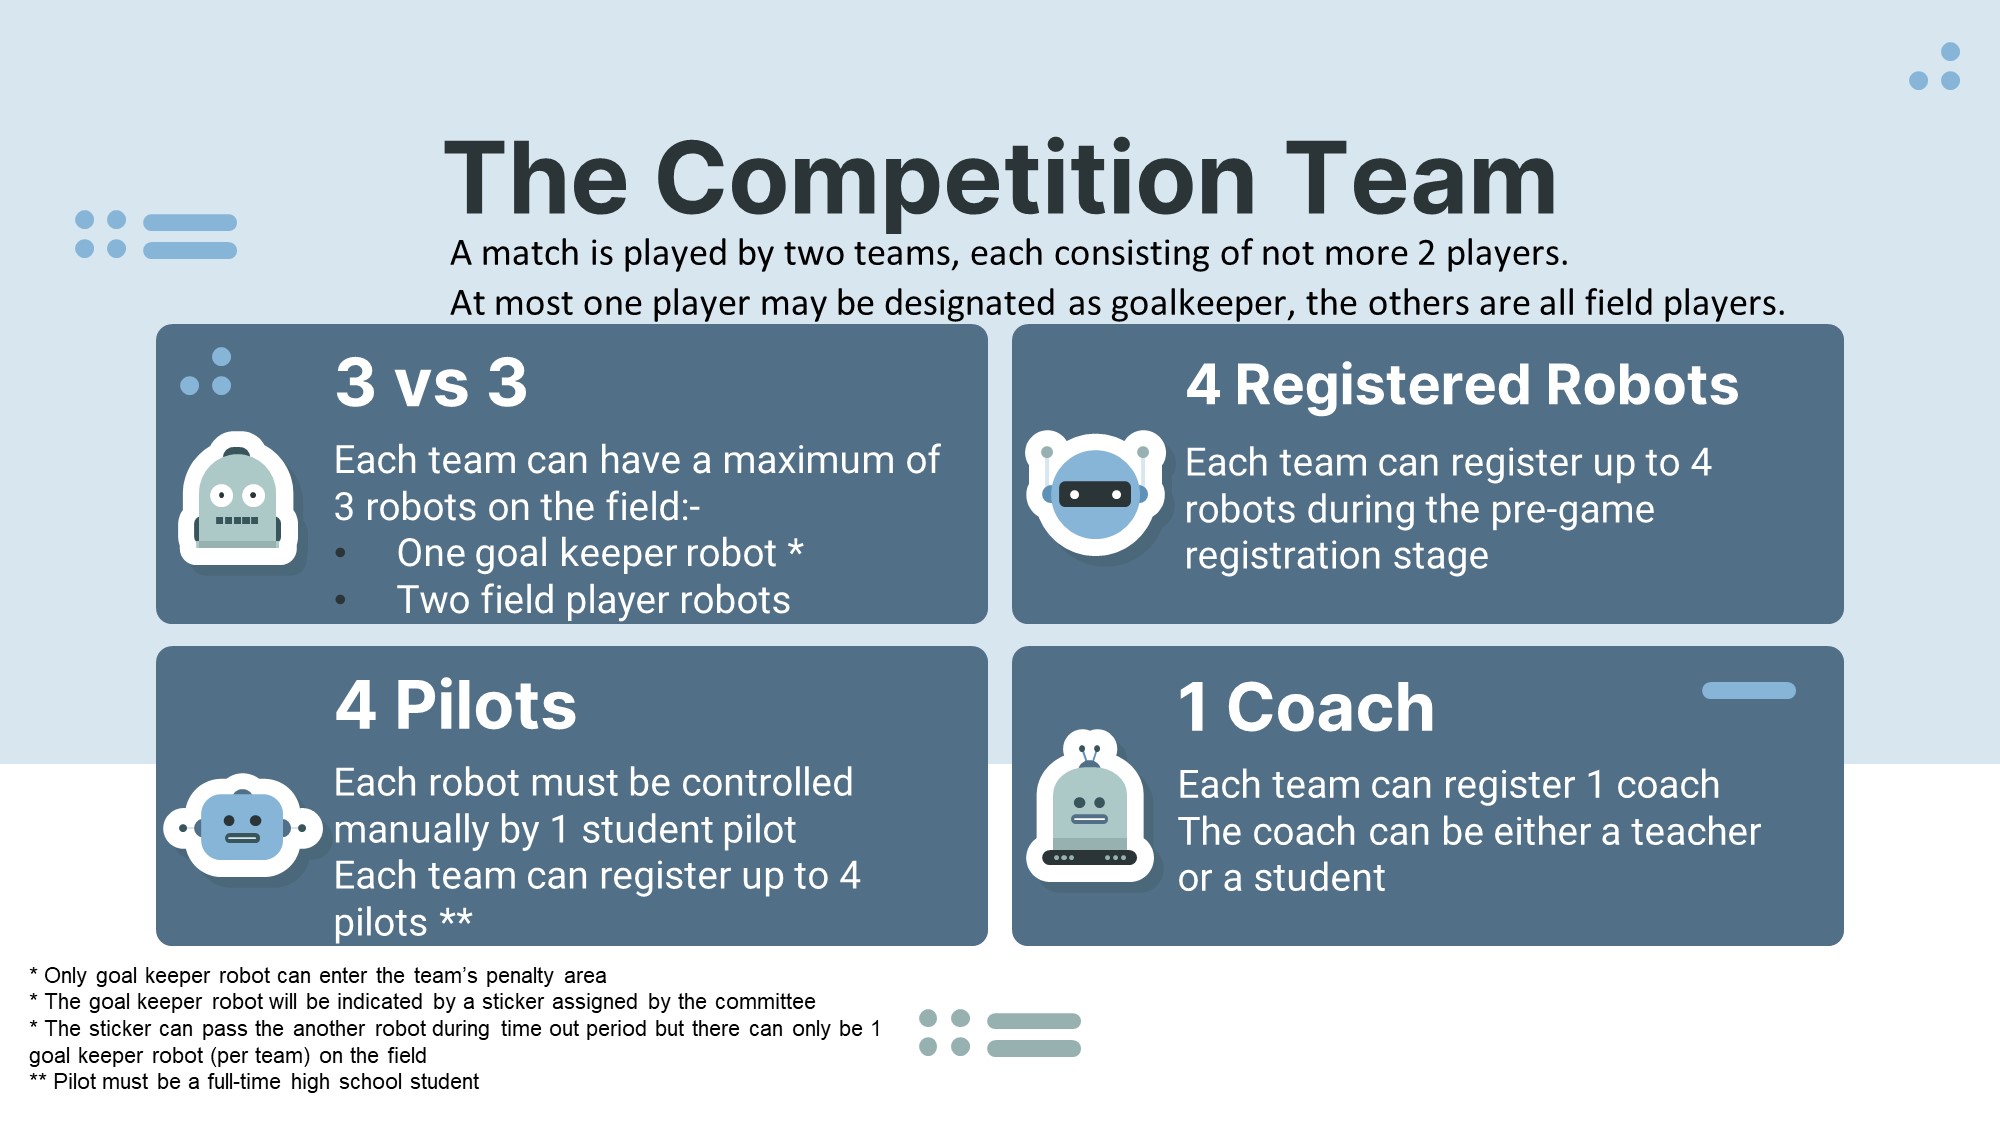 The Competition Team
A match is played by two teams, each consisting of not more 2 players.
At most one player may be designated as goalkeeper, the others are all field players.
3 vs 3
Each team can have a maximum of
3 robots on the field:-
• One goal keeper robot *
• Two field player robots
4 Registered Robots
Each team can register up to 4
robots during the pre-game
registration stage
4 Pilots
Each robot must be controlled
manually by 1 student pilot
Each team can register up to 4
pilots **
1 Coach
Each team can register 1 coach
The coach can be either a teacher
or a student
* Only goal keeper robot can enter the team’s penalty area
* The goal keeper robot will be indicated by a sticker assigned by the committee
* The sticker can pass the another robot during time out period but there can only be 1
goal keeper robot (per team) on the field
** Pilot must be a full-time high school student